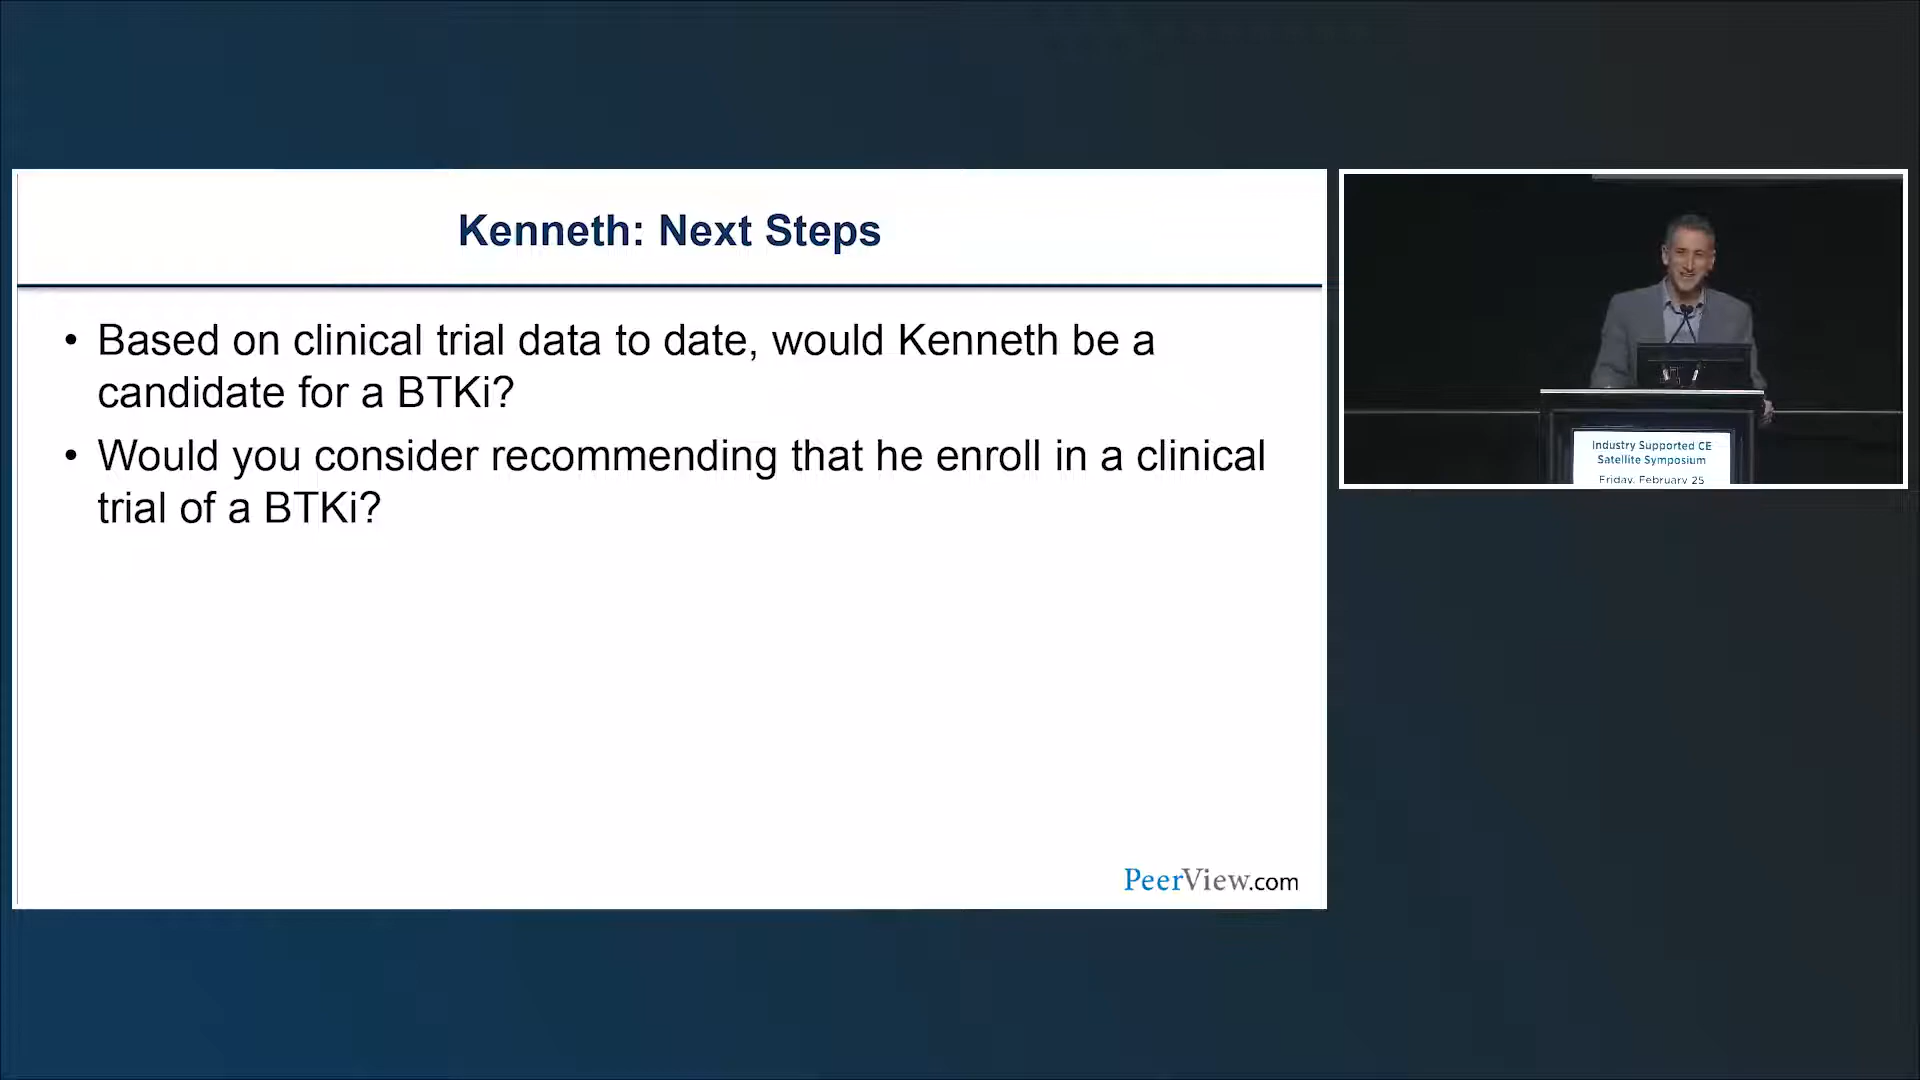 Kenneth: Next Steps
• Based on clinical trial data to date, would Kenneth be a
candidate for a BTKi?
• Would you consider recommending that he enroll in a clinical
trial of a BTKi?
PeerView.com
Industry Supported CE
Satellite Symposium
Friday, February 25